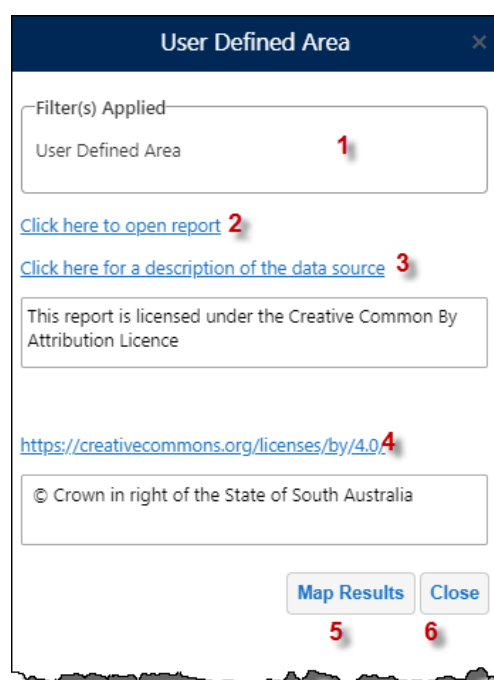 User Defined Area ×
Filter(s) Applied
User Defined Area 1
Click here to open report 2
Click here for a description of the data source 3
This report is licensed under the Creative Common By
Attribution Licence
https://creativecommons.org/licenses/by/4.0/ 4
© Crown in right of the State of South Australia
Map Results Close
5 6